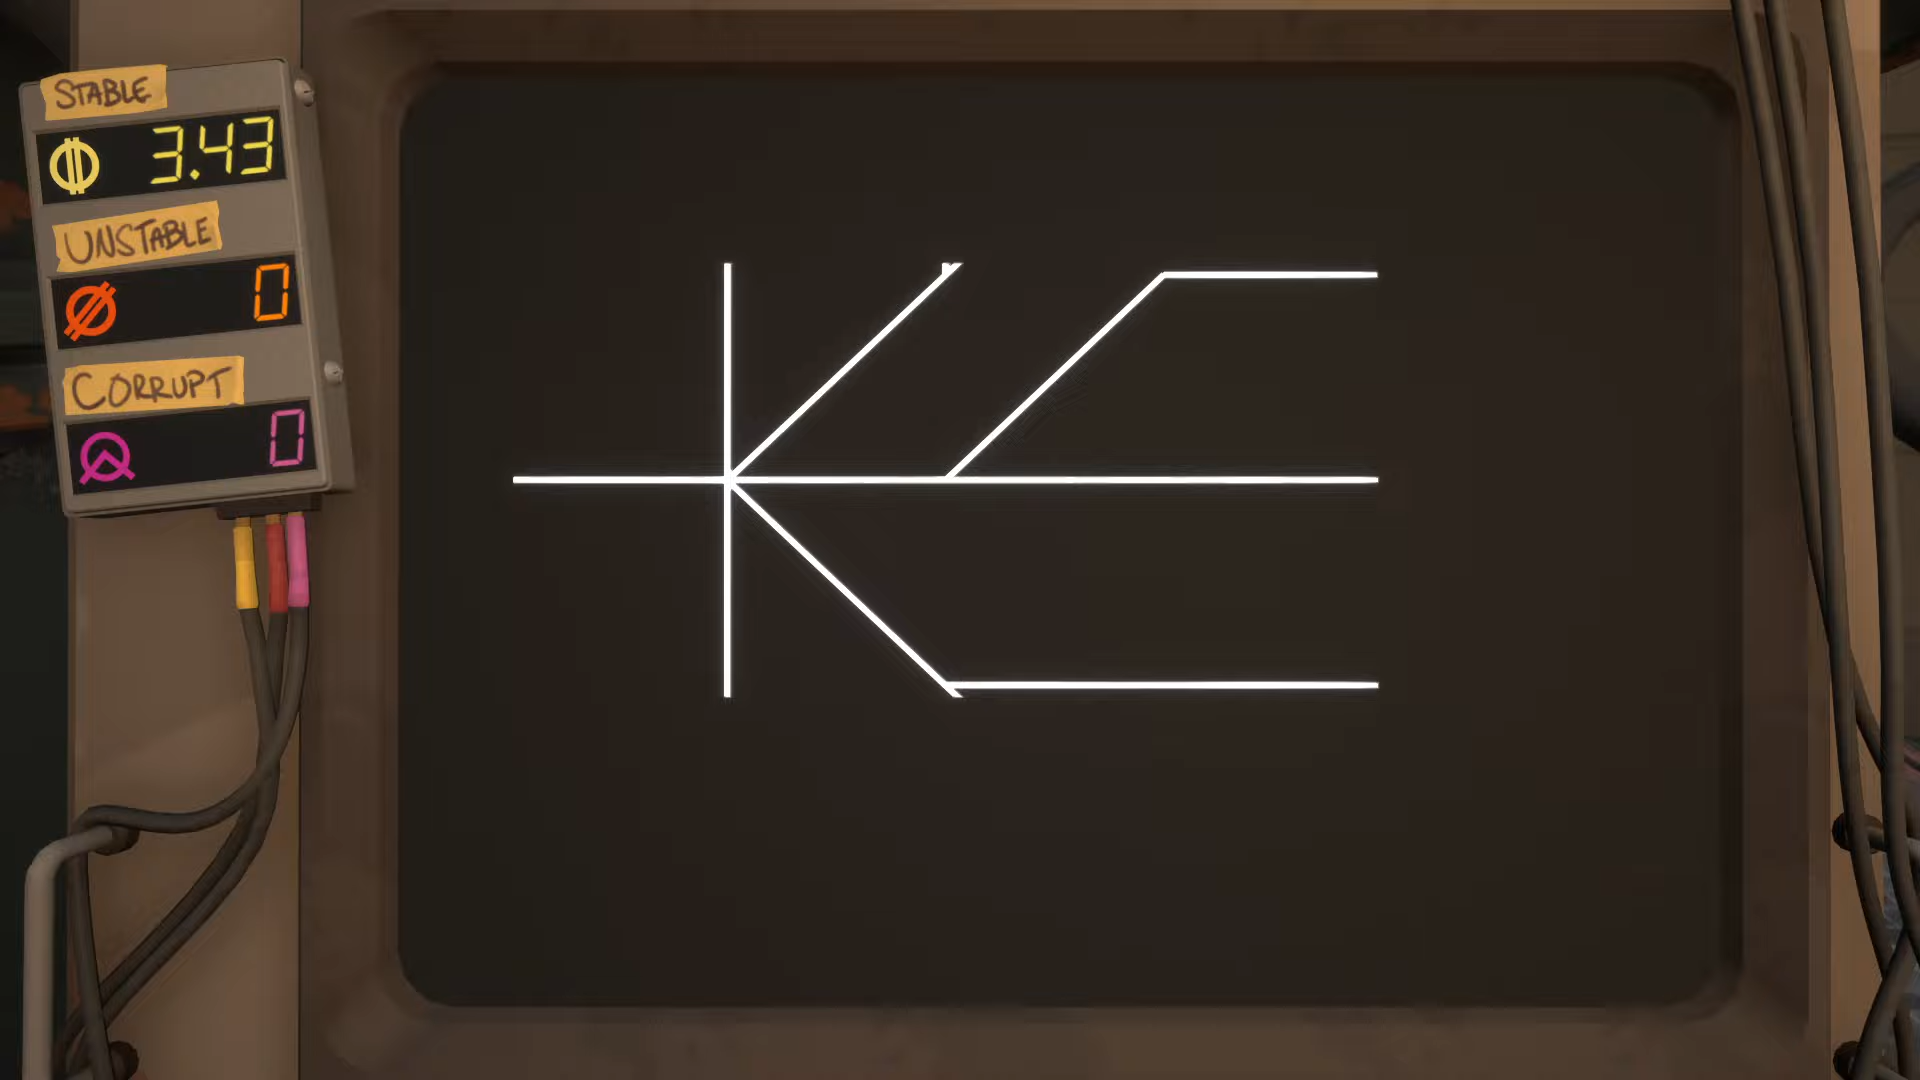 STABLE
3.43
UNSTABLE
0
CORRUPT
0